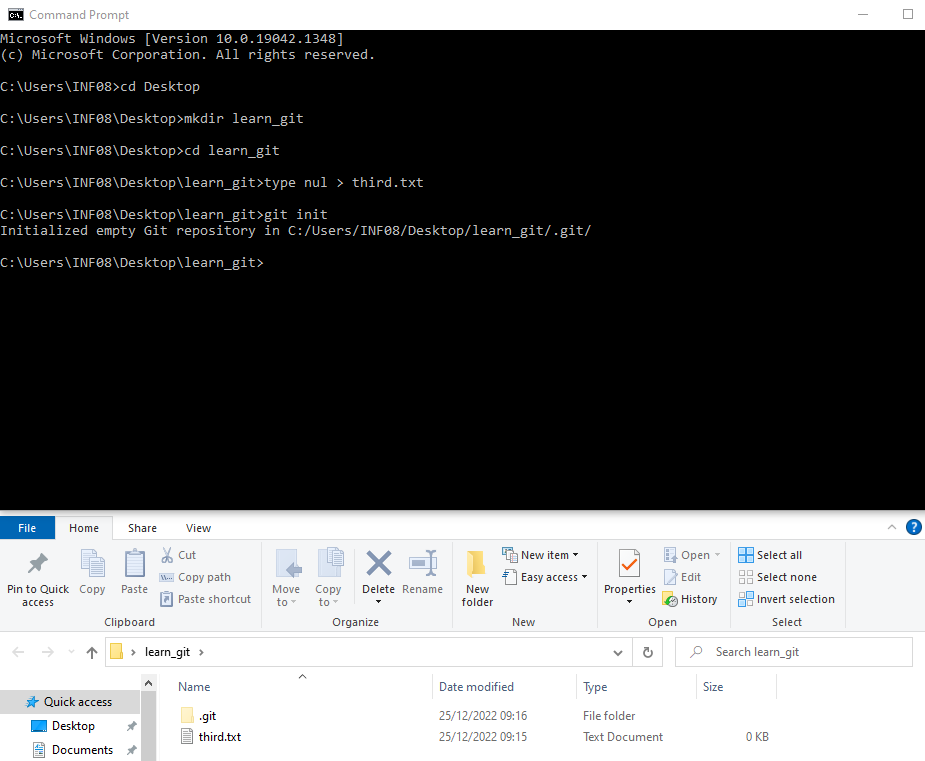 Command Prompt
Microsoft Windows [Version 10.0.19042.1348]
(c) Microsoft Corporation. All rights reserved.
C:\Users\INF08>cd Desktop
C:\Users\INF08\Desktop>mkdir learn_git
C:\Users\INF08\Desktop>cd learn_git
C:\Users\INF08\Desktop\learn_git>type nul > third.txt
C:\Users\INF08\Desktop\learn_git>git init
Initialized empty Git repository in C:/Users/INF08/Desktop/learn_git/.git/
C:\Users\INF08\Desktop\learn_git>
File Home Share View
Pin to Quick access
Copy
Paste
Cut
Copy path
Paste shortcut
Clipboard
Move to
Copy to
Delete
Rename
Organize
New folder
New item
Easy access
New
Properties
Open
Edit
History
Open
Select all
Select none
Invert selection
Select
learn_git
Search learn_git
Quick access
Desktop
Documents
Name Date modified Type Size
.git 25/12/2022 09:16 File folder
third.txt 25/12/2022 09:15 Text Document 0 KB